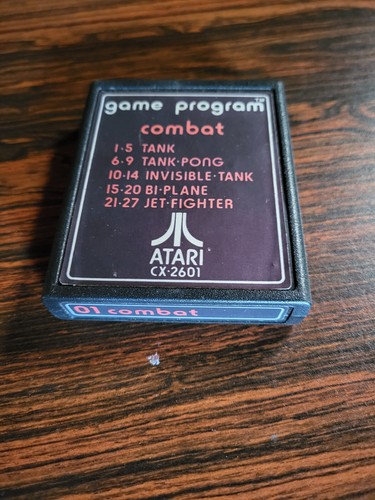 game program™
combat
1-5 TANK
6-9 TANK-PONG
10-14 INVISIBLE-TANK
15-20 BI-PLANE
21-27 JET-FIGHTER
ATARI®
CX-2601
01 combat